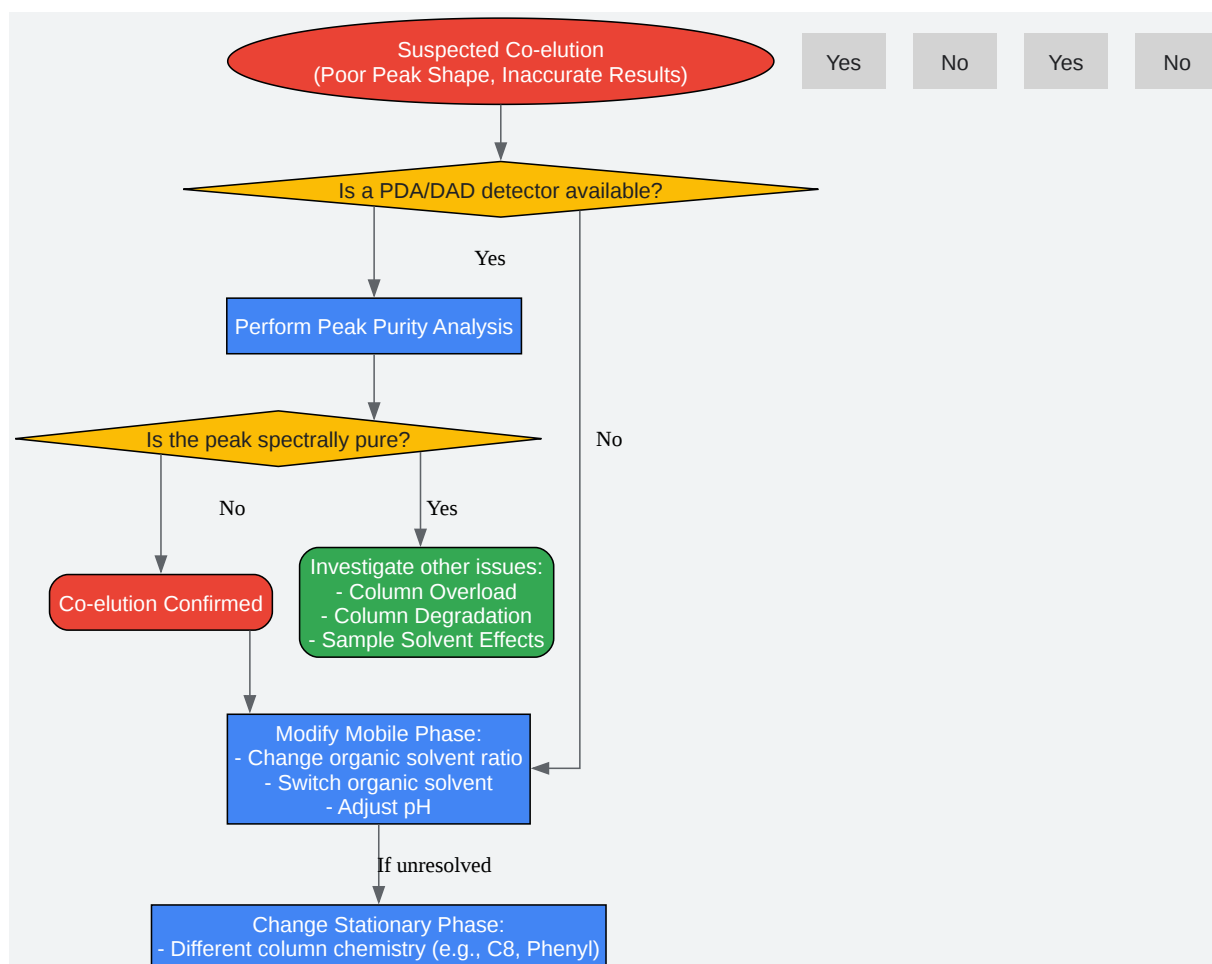 Suspected Co-elution
(Poor Peak Shape, Inaccurate Results)
Yes
No
Yes
No
Is a PDA/DAD detector available?
Yes
Perform Peak Purity Analysis
No
Is the peak spectrally pure?
No
Yes
Investigate other issues:
- Column Overload
- Column Degradation
- Sample Solvent Effects
Co-elution Confirmed
Modify Mobile Phase:
- Change organic solvent ratio
- Switch organic solvent
- Adjust pH
If unresolved
Change Stationary Phase:
- Different column chemistry (e.g., C8, Phenyl)